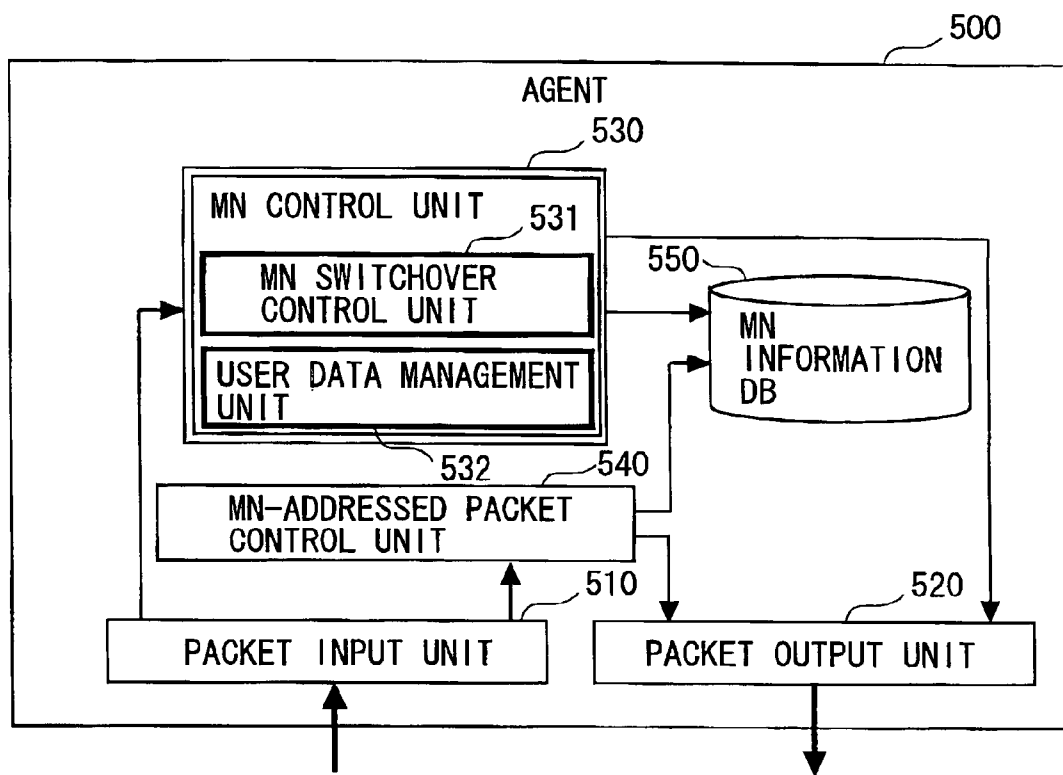 500
AGENT
530
MN CONTROL UNIT
531
MN SWITCHOVER
CONTROL UNIT
550
MN
INFORMATION
DB
USER DATA MANAGEMENT
UNIT
532
540
MN-ADDRESSED PACKET
CONTROL UNIT
510
520
PACKET INPUT UNIT
PACKET OUTPUT UNIT